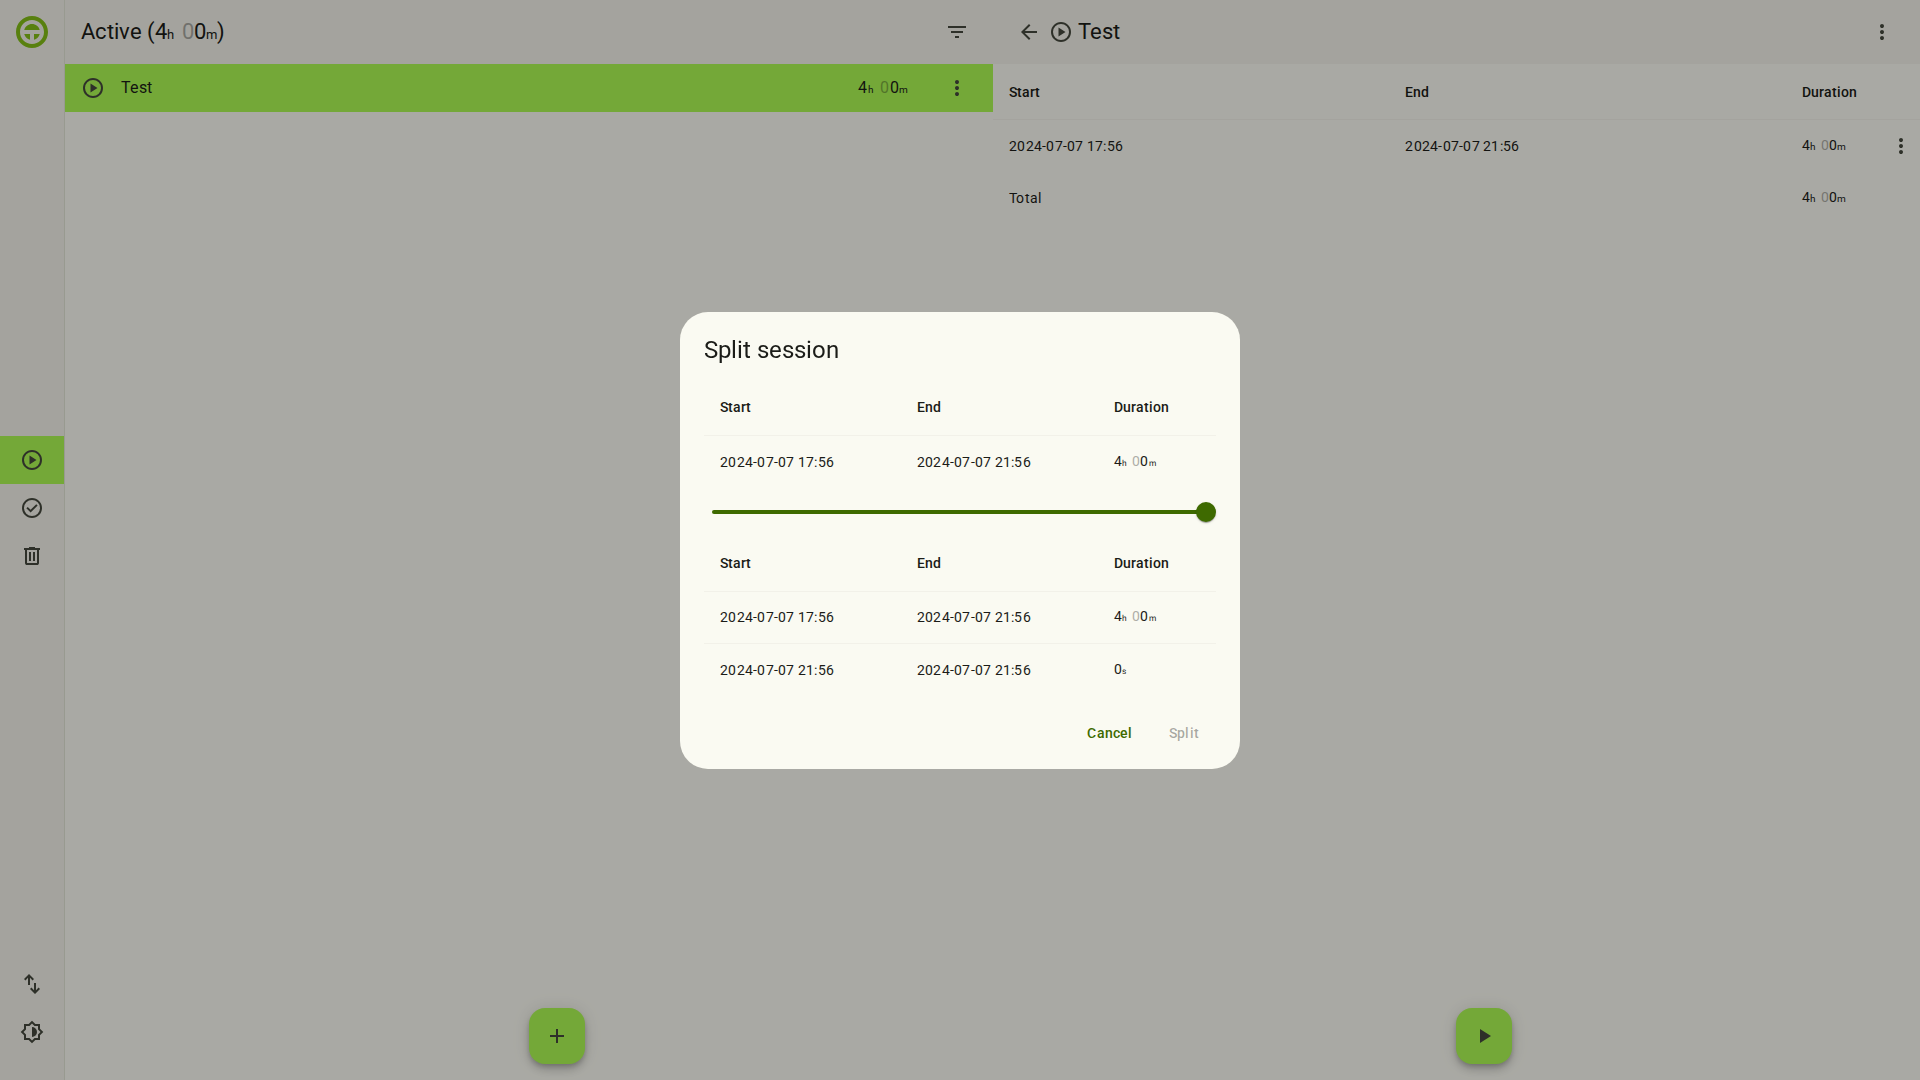 Active (4h 00m)
Test
Test
4h 00m
Start End Duration
2024-07-07 17:56 2024-07-07 21:56 4h 00m
Total 4h 00m
Split session
Start End Duration
2024-07-07 17:56 2024-07-07 21:56 4h 00m
Start End Duration
2024-07-07 17:56 2024-07-07 21:56 4h 00m
2024-07-07 21:56 2024-07-07 21:56 0s
Cancel Split